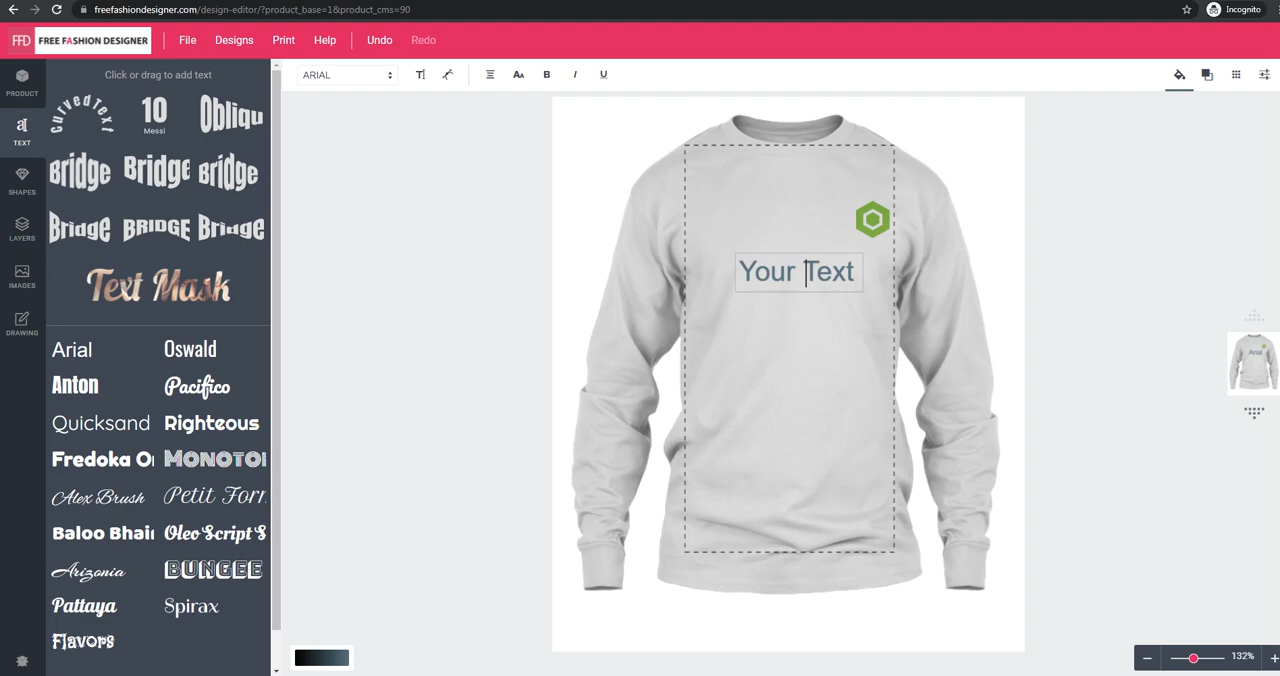 freefashiondesigner.com/design-editor/?product_base=1&product_cms=90
Incognito
FFD FREE FASHION DESIGNER
File Designs Print Help Undo Redo
Click or drag to add text
ARIAL
PRODUCT
TEXT
SHAPES
LAYERS
IMAGES
DRAWING
Curved Text
10
Messi
Obliqu
Bridge Bridge Bridge
Bridge BRIDGE Bridge
Text Mask
Arial Oswald
Anton Pacifico
Quicksand Righteous
Fredoka O MONOTO
Alex Brush Petit For
Baloo Bhai Oleo Script S
Arizonia BUNGEE
Pattaya Spirax
Flavors
Your Text
Arial
132%